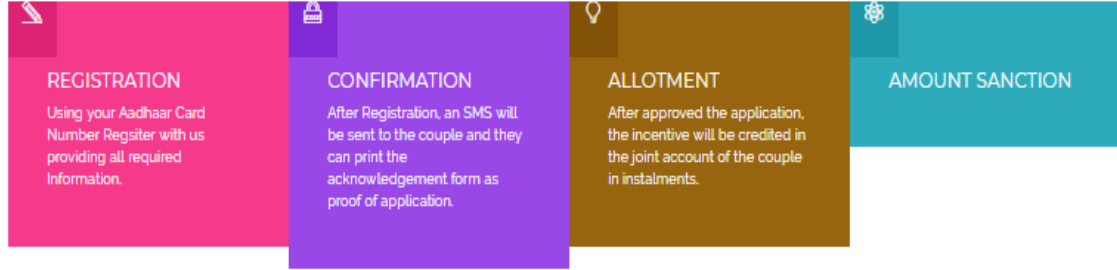 REGISTRATION
Using your Aadhaar Card
Number Regsiter with us
providing all required
Information.
CONFIRMATION
After Registration, an SMS will
be sent to the couple and they
can print the
acknowledgement form as
proof of application.
ALLOTMENT
After approved the application,
the incentive will be credited in
the joint account of the couple
in instalments.
AMOUNT SANCTION